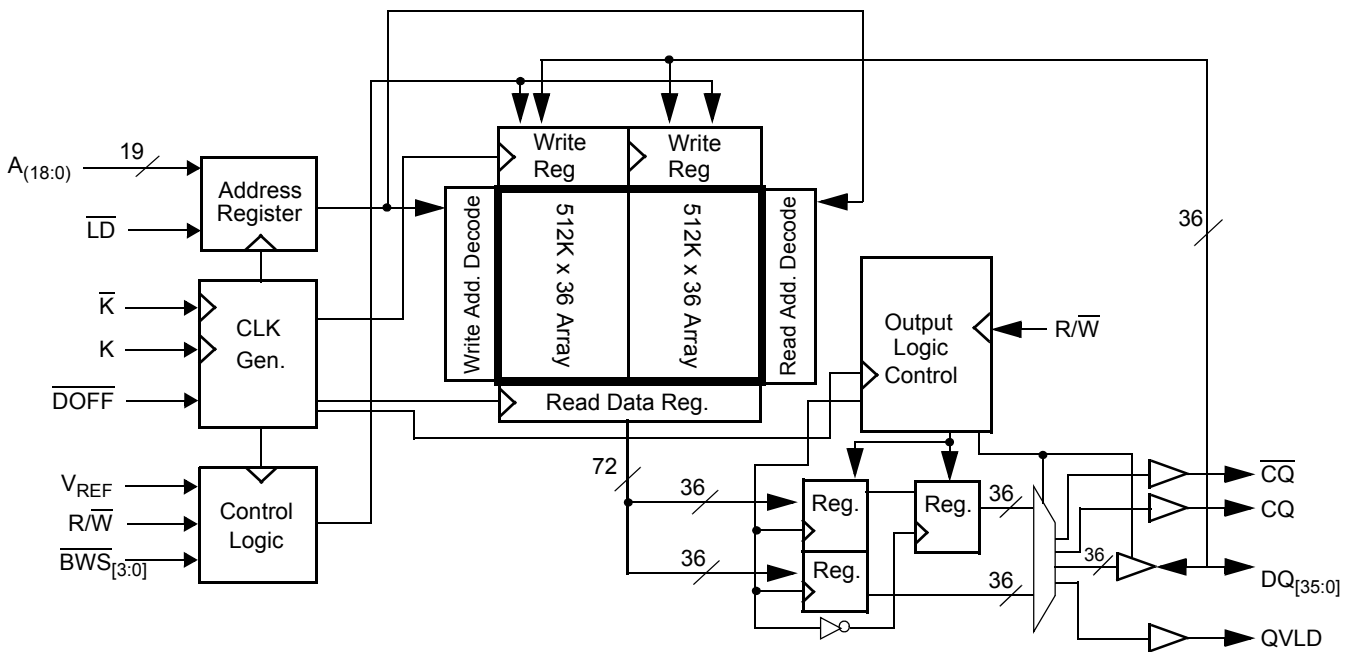 A(18:0)
19
LD
Address
Register
K
K
DOFF
CLK
Gen.
VREF
R/W
BWS[3:0]
Control
Logic
Write
Reg
Write
Reg
Write Add. Decode
512K x 36 Array
512K x 36 Array
Read Add. Decode
Read Data Reg.
72
36
36
Output
Logic
Control
R/W
36
Reg.
Reg.
Reg.
36
36
36
CQ
CQ
DQ[35:0]
QVLD